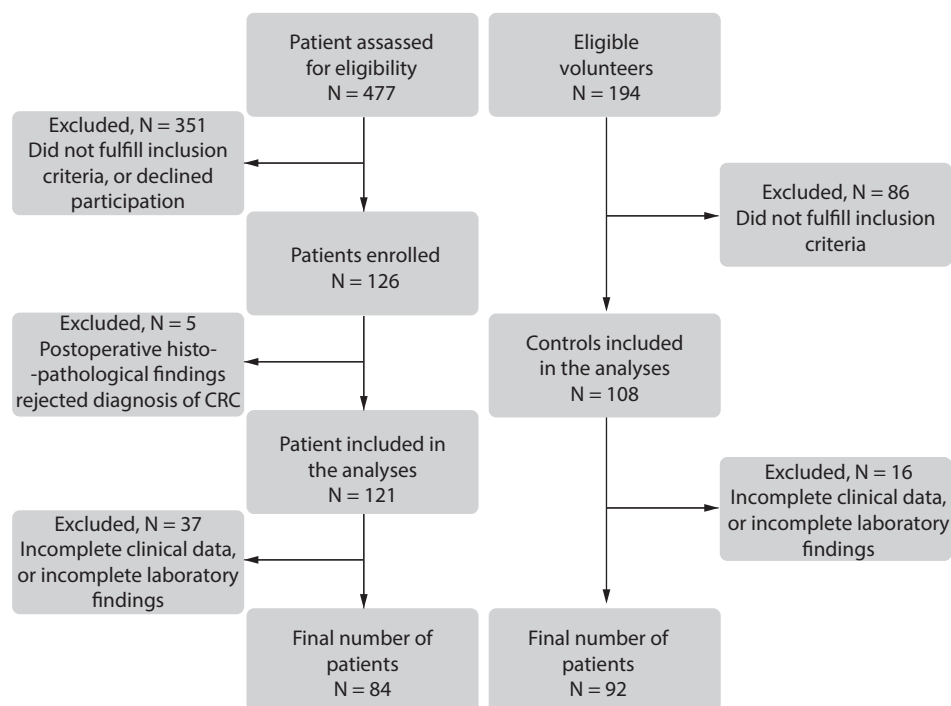 Patient assassed
for eligibility
N = 477
Eligible
volunteers
N = 194
Excluded, N = 351
Did not fulfill inclusion
criteria, or declined
participation
Excluded, N = 86
Did not fulfill inclusion
criteria
Patients enrolled
N = 126
Excluded, N = 5
Postoperative histo-
-pathological findings
rejected diagnosis of CRC
Controls included
in the analyses
N = 108
Patient included in
the analyses
N = 121
Excluded, N = 16
Incomplete clinical data,
or incomplete laboratory
findings
Excluded, N = 37
Incomplete clinical data,
or incomplete laboratory
findings
Final number of
patients
N = 84
Final number of
patients
N = 92